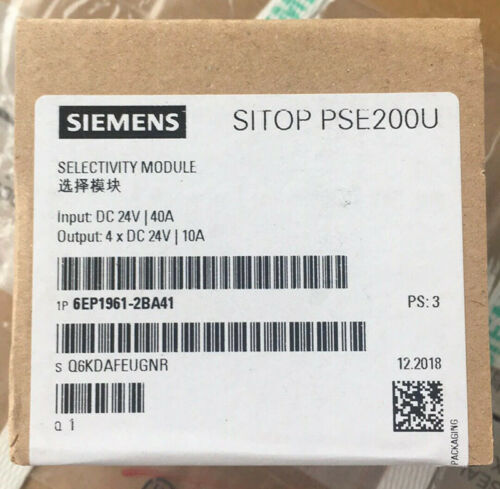 SIEMENS
SITOP PSE200U
SELECTIVITY MODULE
选择模块
Input: DC 24V | 40A
Output: 4 x DC 24V | 10A
1P 6EP1961-2BA41
PS: 3
S Q6KDAFEUGNR
12.2018
Q 1
PACKAGING